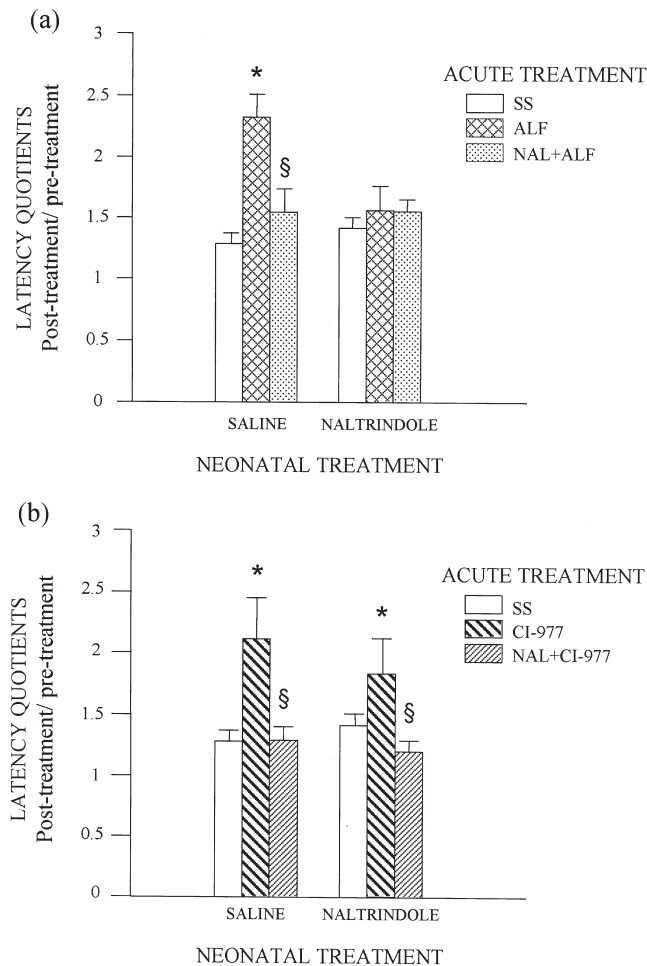 (a)
3
2.5
2
1.5
1
0.5
0
LATENCY QUOTIENTS
Post-treatment/ pre-treatment
*
§
ACUTE TREATMENT
SS
ALF
NAL+ALF
SALINE NALTRINDOLE
NEONATAL TREATMENT
(b)
3
2.5
2
1.5
1
0.5
0
LATENCY QUOTIENTS
Post-treatment/ pre-treatment
*
§
*
§
ACUTE TREATMENT
SS
CI-977
NAL+CI-977
SALINE NALTRINDOLE
NEONATAL TREATMENT